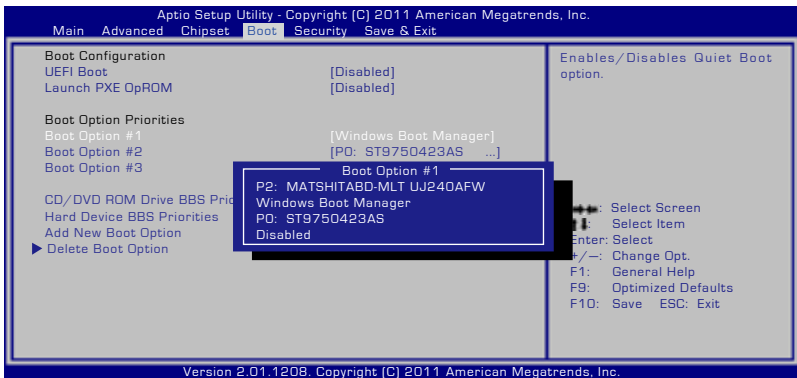 Aptio Setup Utility - Copyright (C) 2011 American Megatrends, Inc.
Main Advanced Chipset Boot Security Save & Exit
Boot Configuration
UEFI Boot [Disabled]
Launch PXE OpROM [Disabled]
Boot Option Priorities
Boot Option #1 [Windows Boot Manager]
Boot Option #2 [P0: ST9750423AS ...]
Boot Option #3
CD/DVD ROM Drive BBS
Hard Device BBS Priorities
Add New Boot Option
Delete Boot Option
Boot Option #1
P2: MATSHITABD-MLT UJ240AFW
Windows Boot Manager
P0: ST9750423AS
Disabled
Enables/Disables Quiet Boot
option.
: Select Screen
: Select Item
Enter: Select
+/—: Change Opt.
F1: General Help
F9: Optimized Defaults
F10: Save ESC: Exit
Version 2.01.1208. Copyright (C) 2011 American Megatrends, Inc.